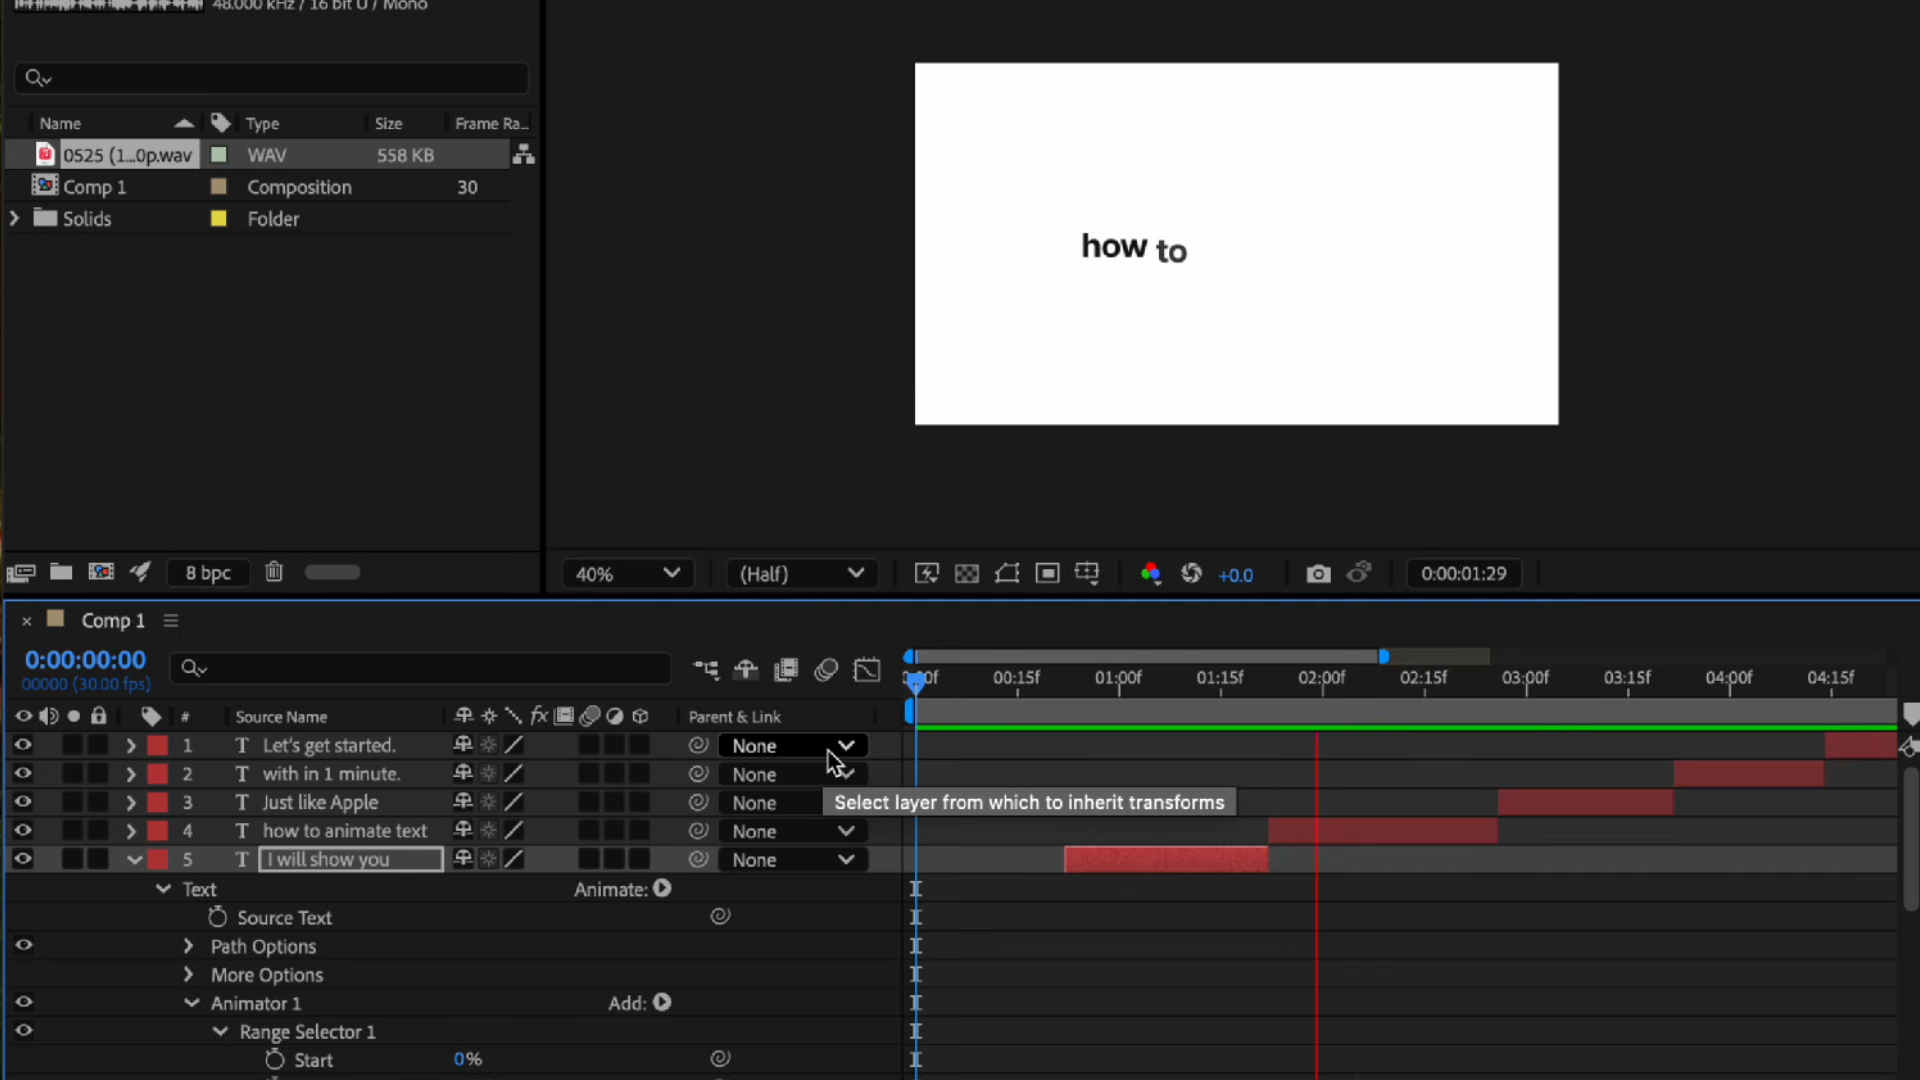 48.000 kHz / 16 bit U / Mono
Name Type Size Frame Ra...
0525 (1...0p.wav WAV 558 KB
Comp 1 Composition 30
Solids Folder
how to
8 bpc
40% (Half) +0.0 0:00:01:29
Comp 1
0:00:00:00
00000 (30.00 fps)
00f 00:15f 01:00f 01:15f 02:00f 02:15f 03:00f 03:15f 04:00f 04:15f
# Source Name fx Parent & Link
1 T Let's get started. None
2 T with in 1 minute. None
3 T Just like Apple None
Select layer from which to inherit transforms
4 T how to animate text None
5 T I will show you None
Text Animate:
Source Text
Path Options
More Options
Animator 1 Add:
Range Selector 1
Start 0%